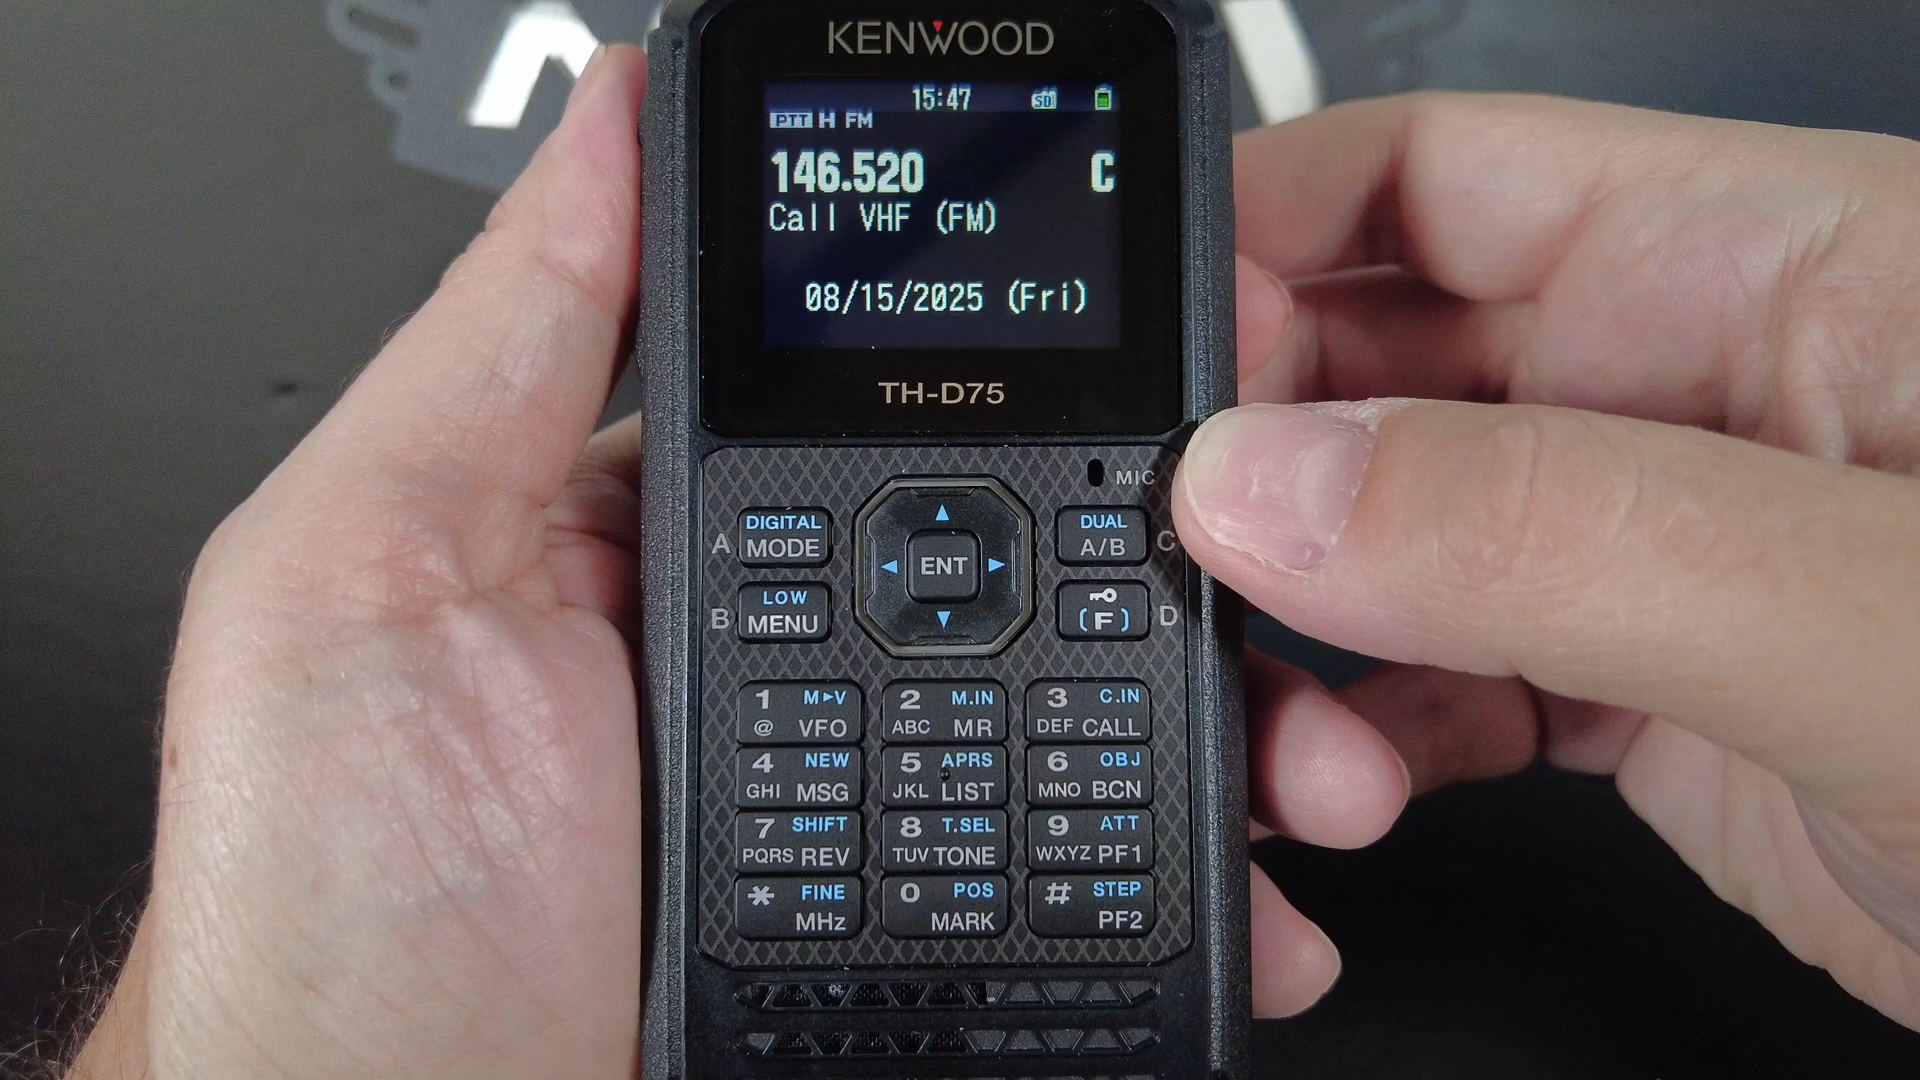 KENWOOD
15:47 SD
PTT H FM
146.520 C
Call VHF (FM)
08/15/2025 (Fri)
TH-D75
MIC
DIGITAL
A MODE
ENT
DUAL
A/B C
LOW
B MENU
(F) D
1 M►V
@ VFO
2 M.IN
ABC MR
3 C.IN
DEF CALL
4 NEW
GHI MSG
5 APRS
JKL LIST
6 OBJ
MNO BCN
7 SHIFT
PQRS REV
8 T.SEL
TUV TONE
9 ATT
WXYZ PF1
* FINE
MHz
0 POS
MARK
# STEP
PF2